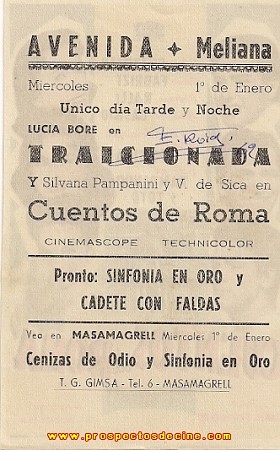 AVENIDA ✦ Meliana
Miercoles 1º de Enero
Unico día Tarde y Noche
LUCIA BORE en
TRAICIONADA
Y Silvana Pampanini y V. de Sica en
Cuentos de Roma
CINEMASCOPE TECHNICOLOR
Pronto: SINFONIA EN ORO y
CADETE CON FALDAS
Vea en MASAMAGRELL Miercoles 1º de Enero
Cenizas de Odio y Sinfonia en Oro
T. G. GIMSA - Tel. 6 - MASAMAGRELL
www.prospectosdecine.com